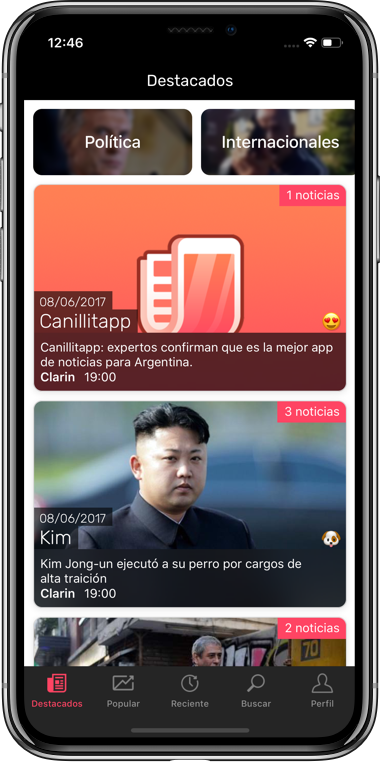 12:46
Destacados
Política
Internacionales
1 noticias
08/06/2017
Canillitapp
Canillitapp: expertos confirman que es la mejor app
de noticias para Argentina.
Clarin 19:00
3 noticias
08/06/2017
Kim
Kim Jong-un ejecutó a su perro por cargos de
alta traición
Clarin 19:00
2 noticias
70
Destacados
Popular
Reciente
Buscar
Perfil